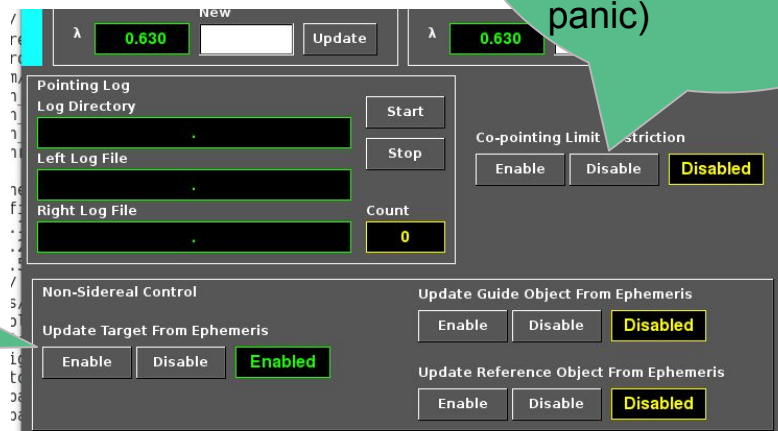 panic)
New
λ 0.630 Update λ 0.630
Pointing Log
Log Directory
.
Start
Left Log File
.
Stop
Right Log File
.
Count
0
Co-pointing Limit
Enable Disable Disabled
Non-Sidereal Control
Update Target From Ephemeris
Enable Disable Enabled
Update Guide Object From Ephemeris
Enable Disable Disabled
Update Reference Object From Ephemeris
Enable Disable Disabled